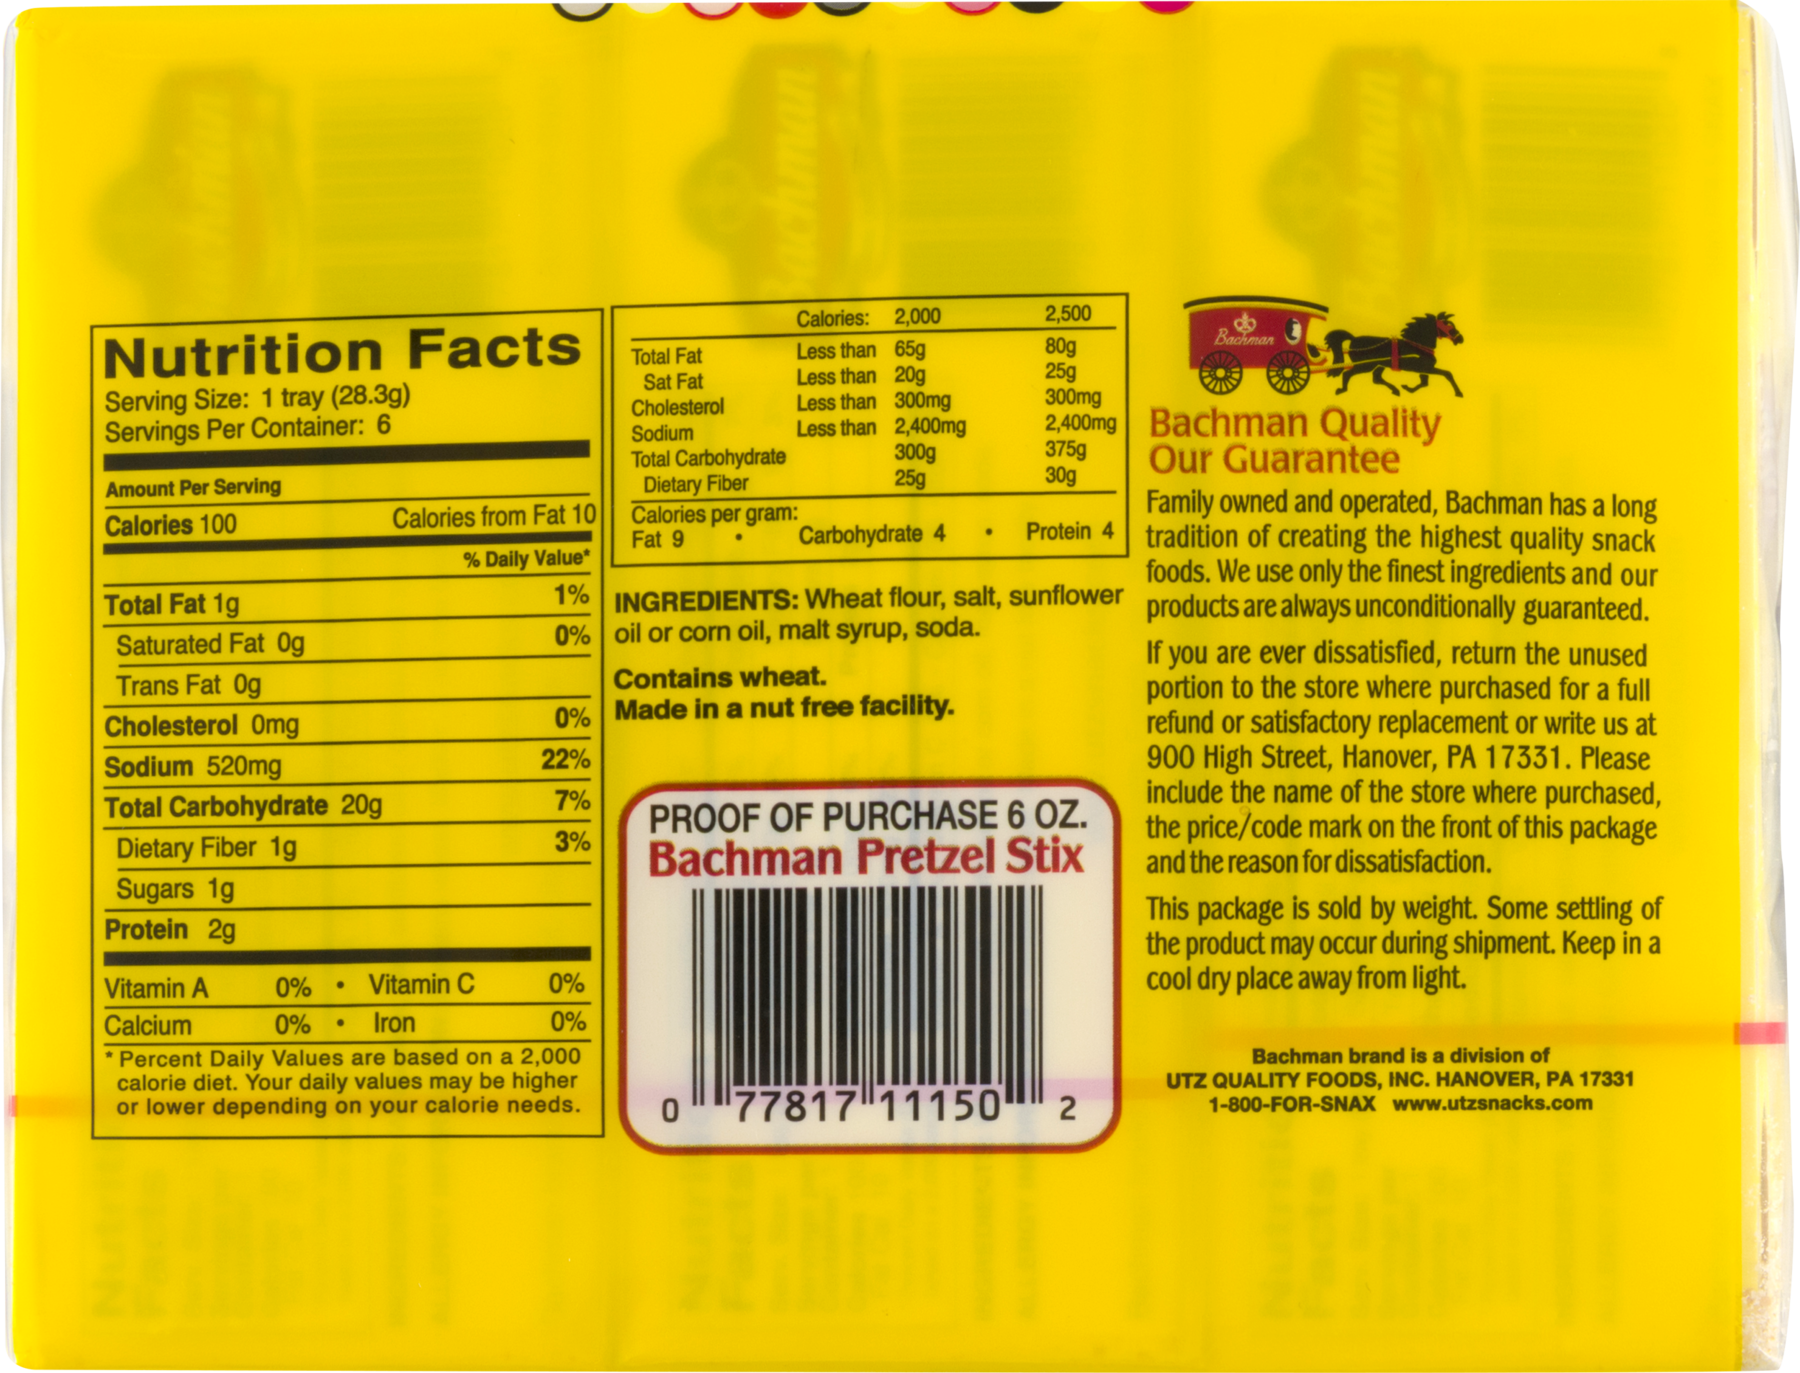 Nutrition Facts
Serving Size: 1 tray (28.3g)
Servings Per Container: 6
Amount Per Serving
Calories 100 Calories from Fat 10
% Daily Value*
Total Fat 1g 1%
Saturated Fat 0g 0%
Trans Fat 0g
Cholesterol 0mg 0%
Sodium 520mg 22%
Total Carbohydrate 20g 7%
Dietary Fiber 1g 3%
Sugars 1g
Protein 2g
Vitamin A 0% • Vitamin C 0%
Calcium 0% • Iron 0%
* Percent Daily Values are based on a 2,000
calorie diet. Your daily values may be higher
or lower depending on your calorie needs.
Calories: 2,000 2,500
Total Fat Less than 65g 80g
Sat Fat Less than 20g 25g
Cholesterol Less than 300mg 300mg
Sodium Less than 2,400mg 2,400mg
Total Carbohydrate 300g 375g
Dietary Fiber 25g 30g
Calories per gram:
Fat 9 • Carbohydrate 4 • Protein 4
INGREDIENTS: Wheat flour, salt, sunflower
oil or corn oil, malt syrup, soda.
Contains wheat.
Made in a nut free facility.
PROOF OF PURCHASE 6 OZ.
Bachman Pretzel Stix
0 77817 11150 2
Bachman
Bachman Quality
Our Guarantee
Family owned and operated, Bachman has a long
tradition of creating the highest quality snack
foods. We use only the finest ingredients and our
products are always unconditionally guaranteed.
If you are ever dissatisfied, return the unused
portion to the store where purchased for a full
refund or satisfactory replacement or write us at
900 High Street, Hanover, PA 17331. Please
include the name of the store where purchased,
the price/code mark on the front of this package
and the reason for dissatisfaction.
This package is sold by weight. Some settling of
the product may occur during shipment. Keep in a
cool dry place away from light.
Bachman brand is a division of
UTZ QUALITY FOODS, INC. HANOVER, PA 17331
1-800-FOR-SNAX www.utzsnacks.com